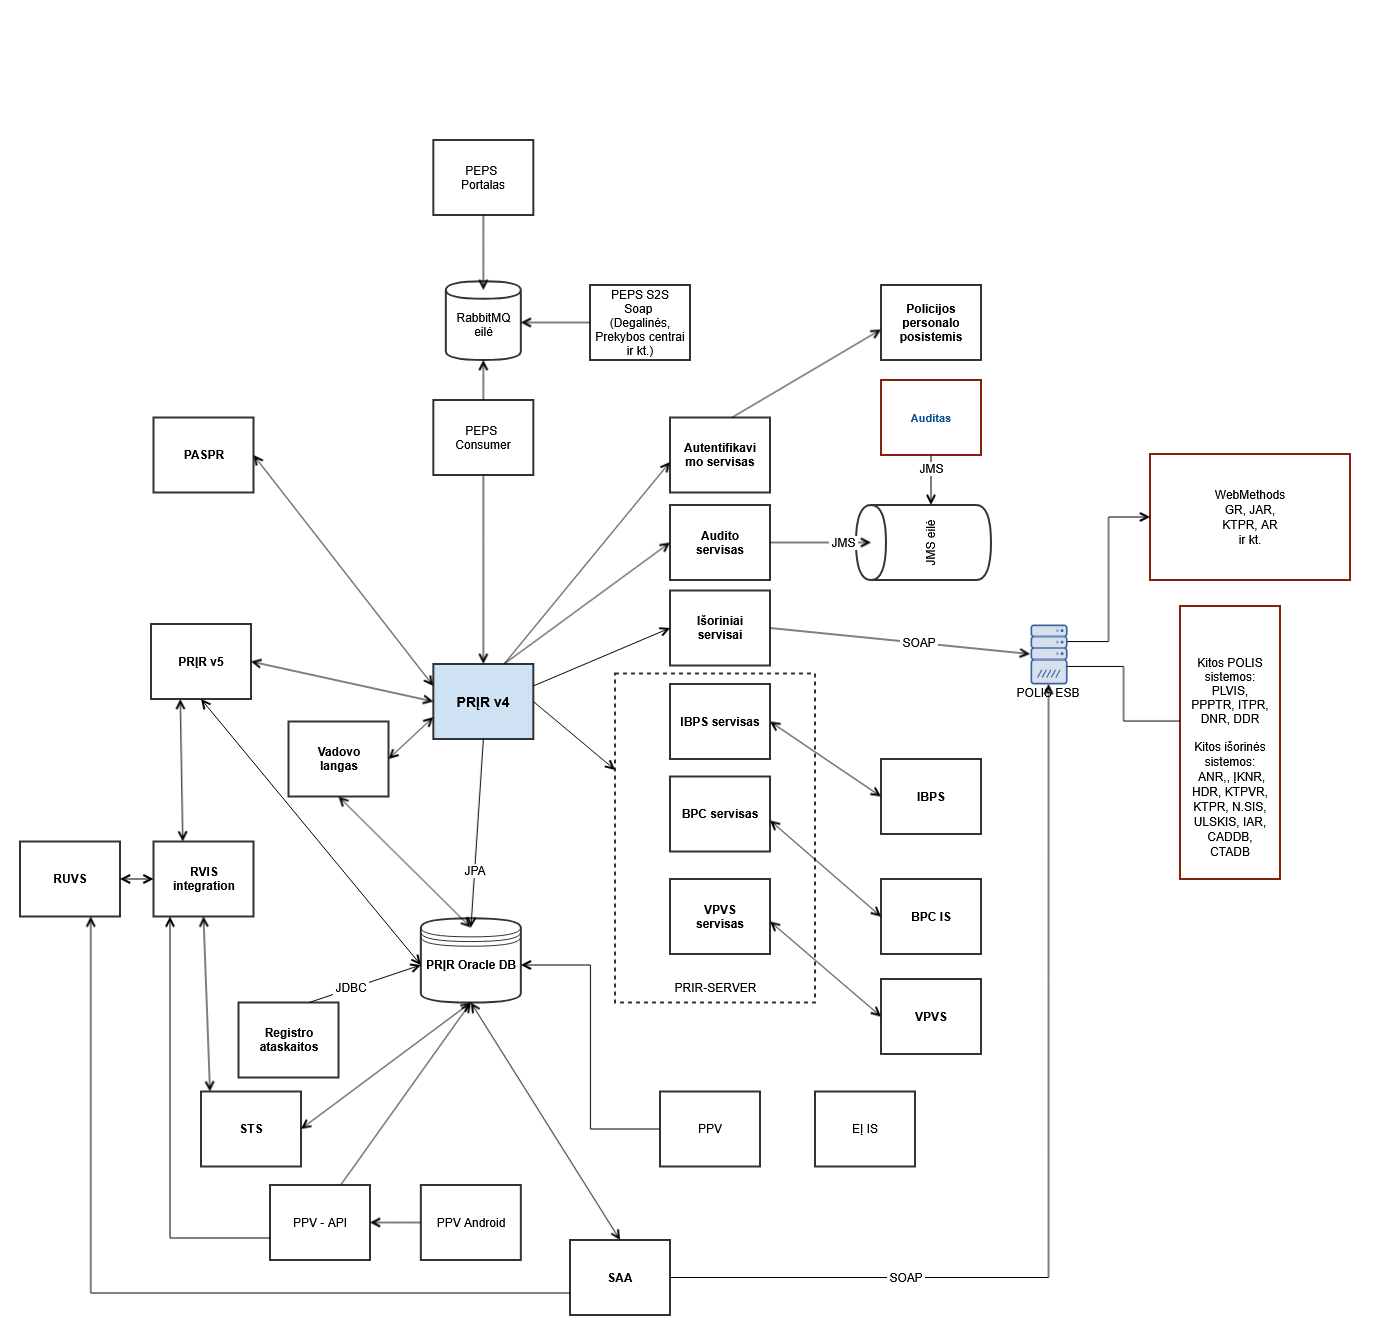 PEPS
Portalas
RabbitMQ
eilė
PEPS S2S
Soap
(Degalinės,
Prekybos centrai
ir kt.)
Policijos
personalo
posistemis
Auditas
JMS
PEPS
Consumer
PASPR
Autentifikavi
mo servisas
Audito
servisas
JMS
JMS eilė
WebMethods
GR, JAR,
KTPR, AR
ir kt.
Išoriniai
servisai
SOAP
POLIS ESB
Kitos POLIS
sistemos:
PLVIS,
PPPTR, ITPR,
DNR, DDR
Kitos išorinės
sistemos:
ANR,, ĮKNR,
HDR, KTPVR,
KTPR, N.SIS,
ULSKIS, IAR,
CADDB,
CTADB
PRĮR v5
PRĮR v4
Vadovo
langas
IBPS servisas
BPC servisas
VPVS
servisas
PRIR-SERVER
IBPS
BPC IS
VPVS
JPA
RUVS
RVIS
integration
PRĮR Oracle DB
JDBC
Registro
ataskaitos
STS
PPV
EĮ IS
PPV - API
PPV Android
SAA
SOAP